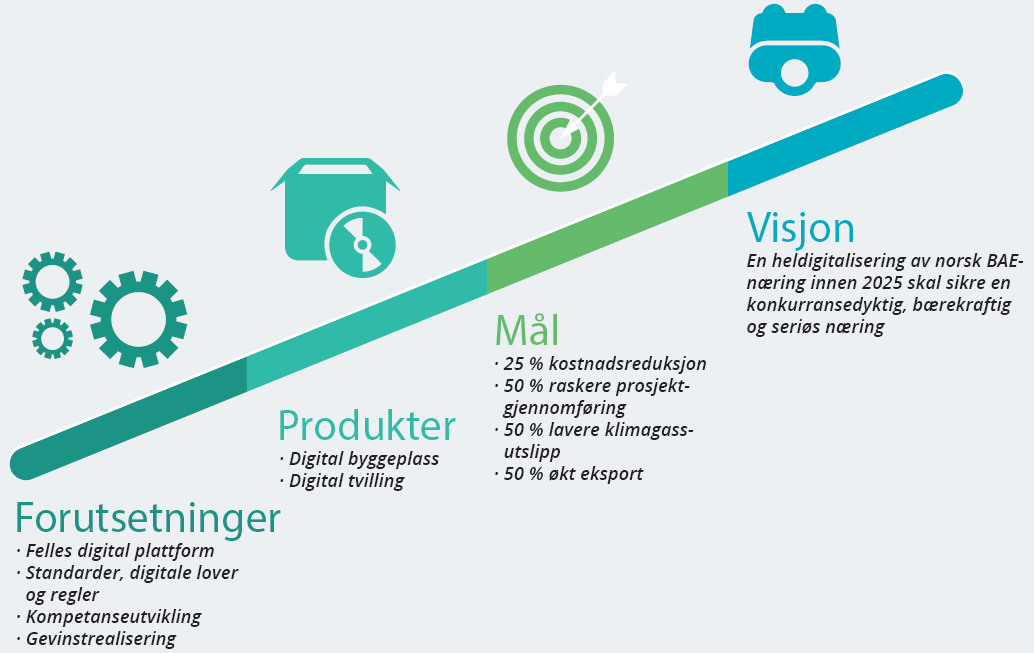 Forutsetninger
· Felles digital plattform
· Standarder, digitale lover
og regler
· Kompetanseutvikling
· Gevinstrealisering
Produkter
· Digital byggeplass
· Digital tvilling
Mål
· 25 % kostnadsreduksjon
· 50 % raskere prosjekt-
gjennomføring
· 50 % lavere klimagass-
utslipp
· 50 % økt eksport
Visjon
En heldigitalisering av norsk BAE-
næring innen 2025 skal sikre en
konkurransedyktig, bærekraftig
og seriøs næring